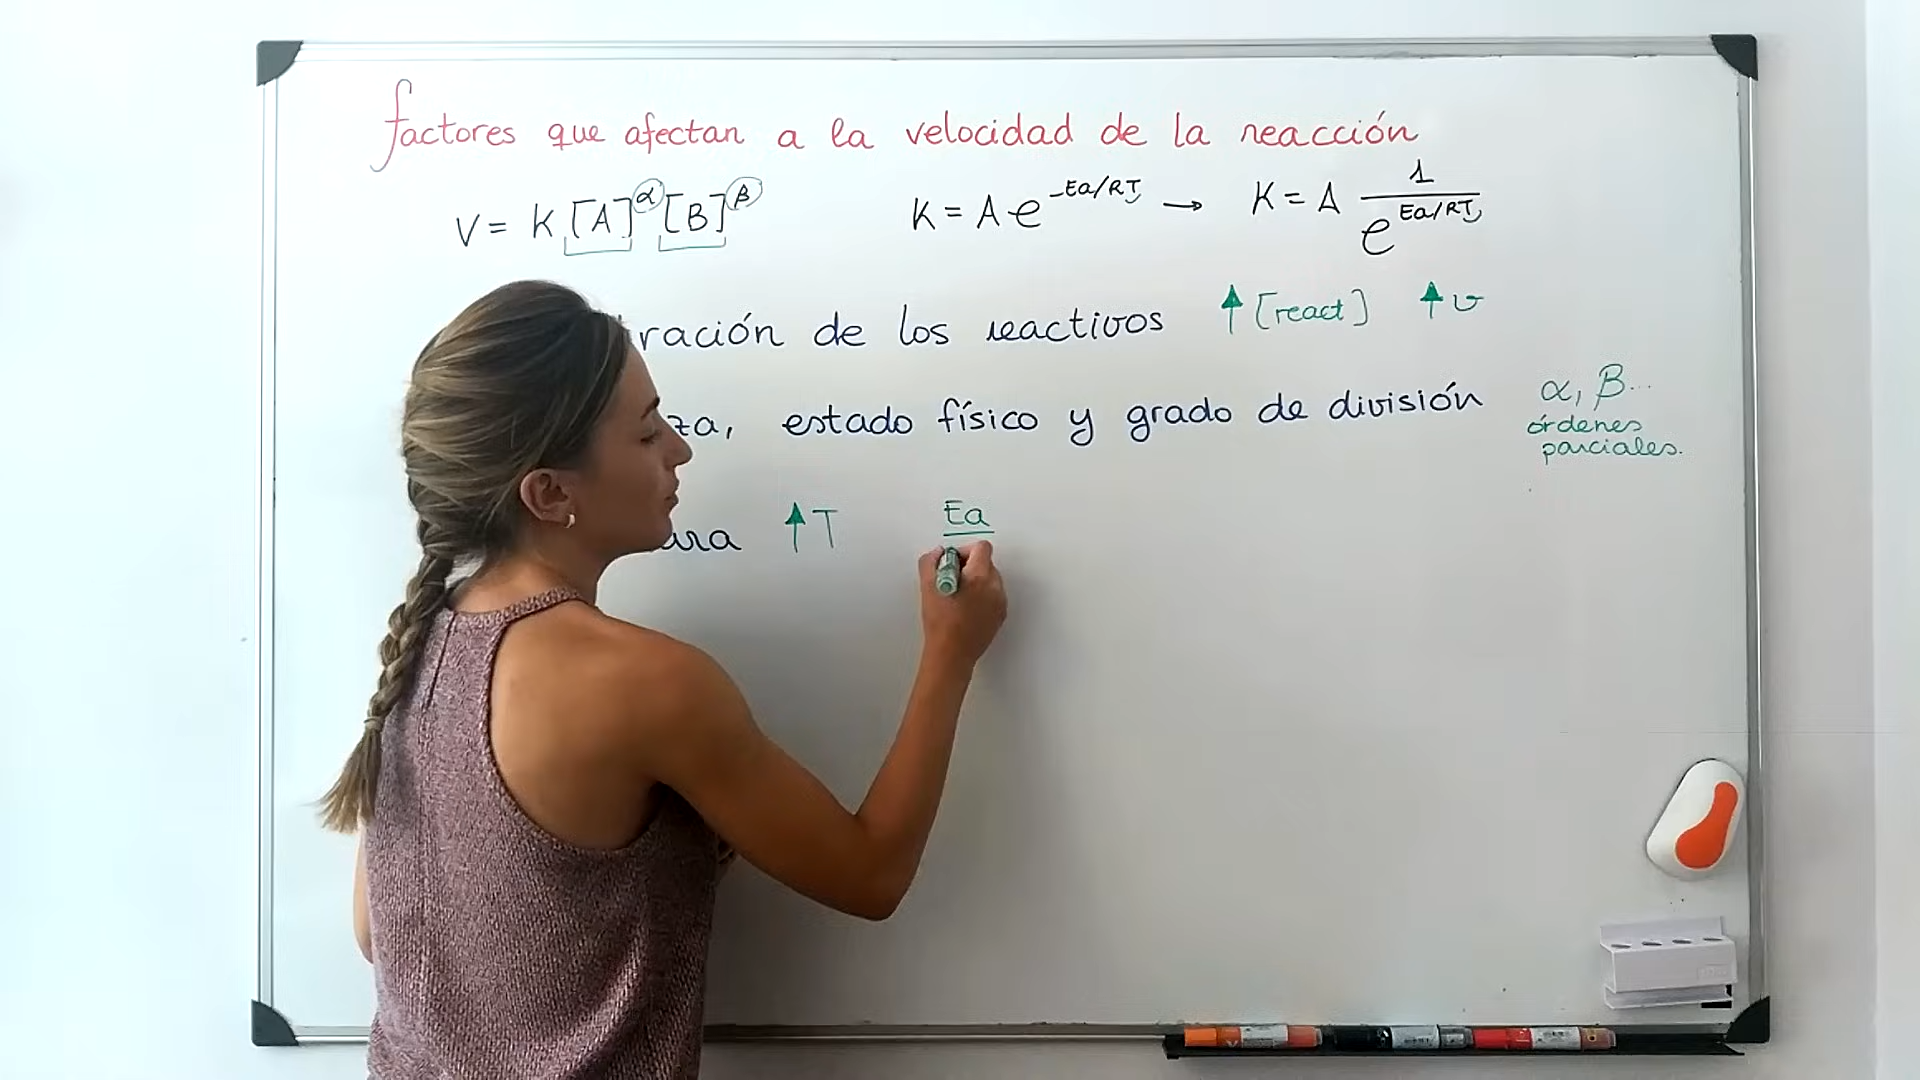 factores que afectan a la velocidad de la reacción
V = K [A]^α [B]^β K = A e^-Ea/RT → K = A 1/e^Ea/RT
tración de los reactivos ↑ [react] ↑ v
za, estado físico y grado de división α, β...
órdenes
parciales.
ura ↑ T Ea